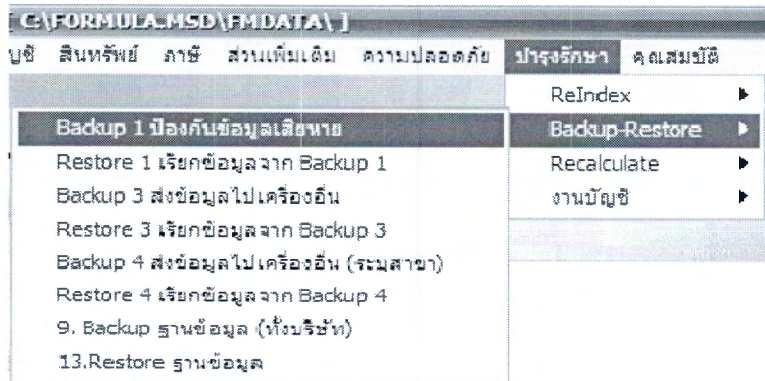 [ C:\FORMULA.MSD\FMDATA\ ]
ญชี สินทรัพย์ ภาษี ส่วนเพิ่มเติม ความปลอดภัย บำรุงรักษา คุณสมบัติ
ReIndex
Backup-Restore
Recalculate
งานบัญชี
Backup 1 ป้องกันข้อมูลเสียหาย
Restore 1 เรียกข้อมูลจาก Backup 1
Backup 3 ส่งข้อมูลไปเครื่องอื่น
Restore 3 เรียกข้อมูลจาก Backup 3
Backup 4 ส่งข้อมูลไปเครื่องอื่น (ระบุสาขา)
Restore 4 เรียกข้อมูลจาก Backup 4
9. Backup ฐานข้อมูล (ทั้งบริษัท)
13.Restore ฐานข้อมูล